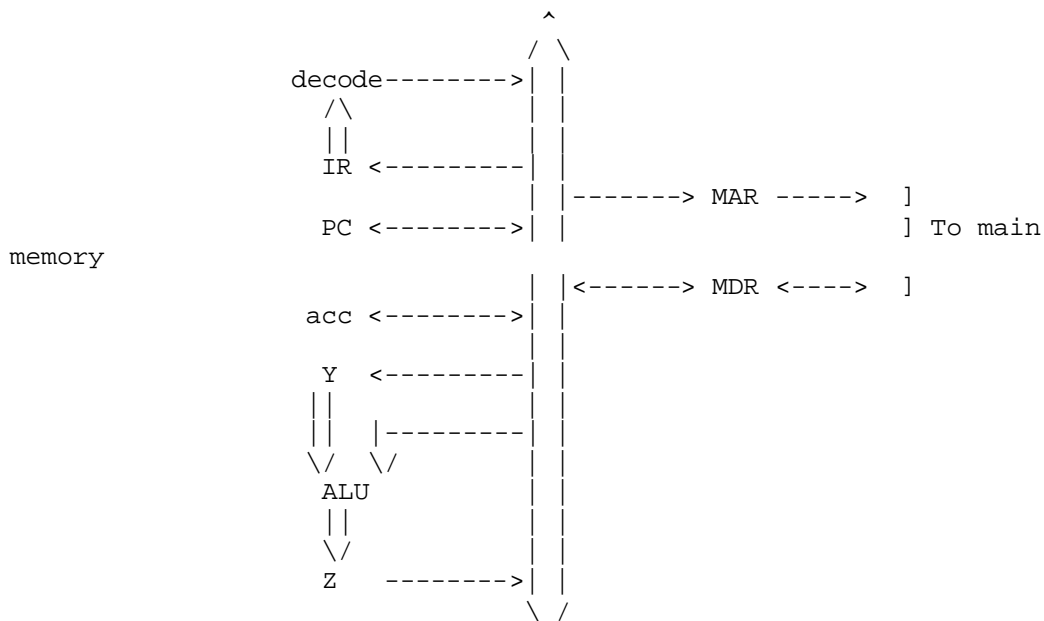 ^
/ \
decode-------->| |
/\ | |
|| | |
IR <---------| |
| |-------> MAR -----> ]
PC <-------->| | ] To main
memory
| |<------> MDR <----> ]
acc <-------->| |
| |
Y <---------| |
|| | |
|| |---------| |
\/ \/ | |
ALU | |
|| | |
\/ | |
Z -------->| |
\ /